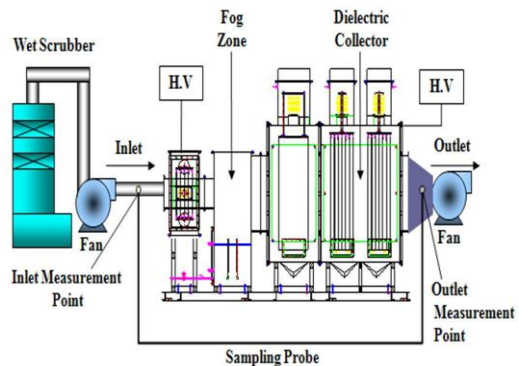 Wet Scrubber
Fog
Zone
Dielectric
Collector
H.V
H.V
Inlet
Outlet
Fan
Fan
Inlet Measurement
Point
Outlet
Measurement
Point
Sampling Probe